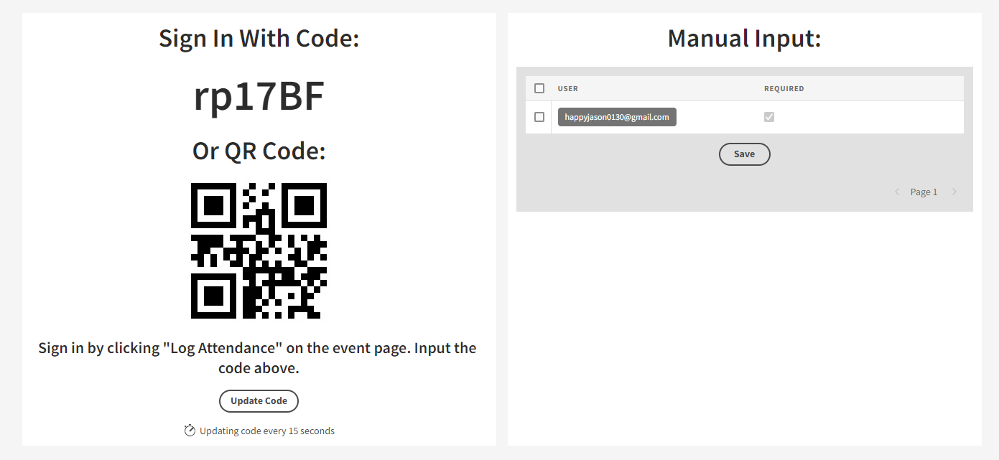 Sign In With Code:
rp17BF
Or QR Code:
Sign in by clicking "Log Attendance" on the event page. Input the
code above.
Update Code
Updating code every 15 seconds
Manual Input:
USER REQUIRED
happyjason0130@gmail.com
Save
Page 1